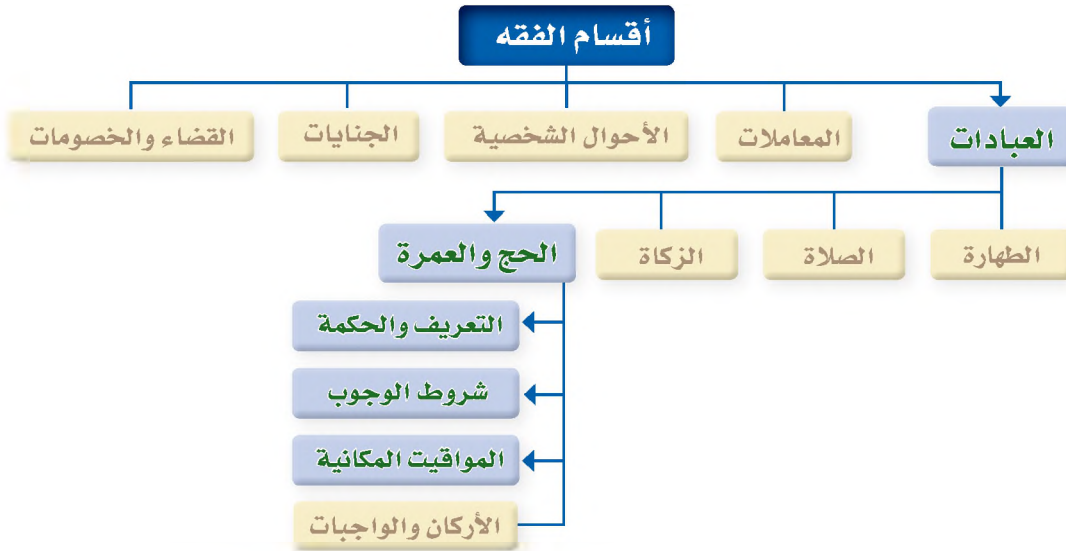 أقسام الفقه
العبادات
المعاملات
الأحوال الشخصية
الجنايات
القضاء والخصومات
الطهارة
الصلاة
الزكاة
الحج والعمرة
التعريف والحكمة
شروط الوجوب
المواقيت المكانية
الأركان والواجبات